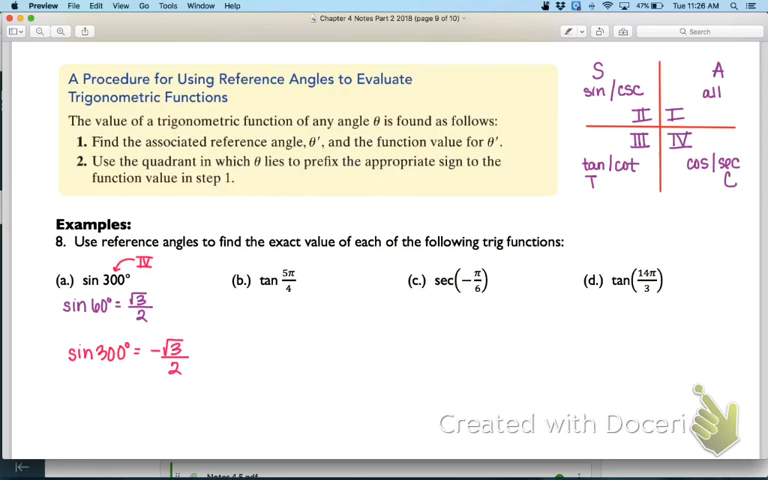 Preview File Edit View Go Tools Window Help 47% Tue 11:26 AM
Chapter 4 Notes Part 2 2018 (page 9 of 10)
Search
A Procedure for Using Reference Angles to Evaluate
Trigonometric Functions
The value of a trigonometric function of any angle θ is found as follows:
1. Find the associated reference angle, θ′, and the function value for θ′.
2. Use the quadrant in which θ lies to prefix the appropriate sign to the
function value in step 1.
S A
sin/csc all
II I
III IV
tan/cot cos/sec
T C
Examples:
8. Use reference angles to find the exact value of each of the following trig functions:
IV
(a.) sin 300° (b.) tan 5π/4 (c.) sec(−π/6) (d.) tan(14π/3)
sin 60° = √3/2
sin 300° = −√3/2
Created with Doceri
Notes 4.5.pdf